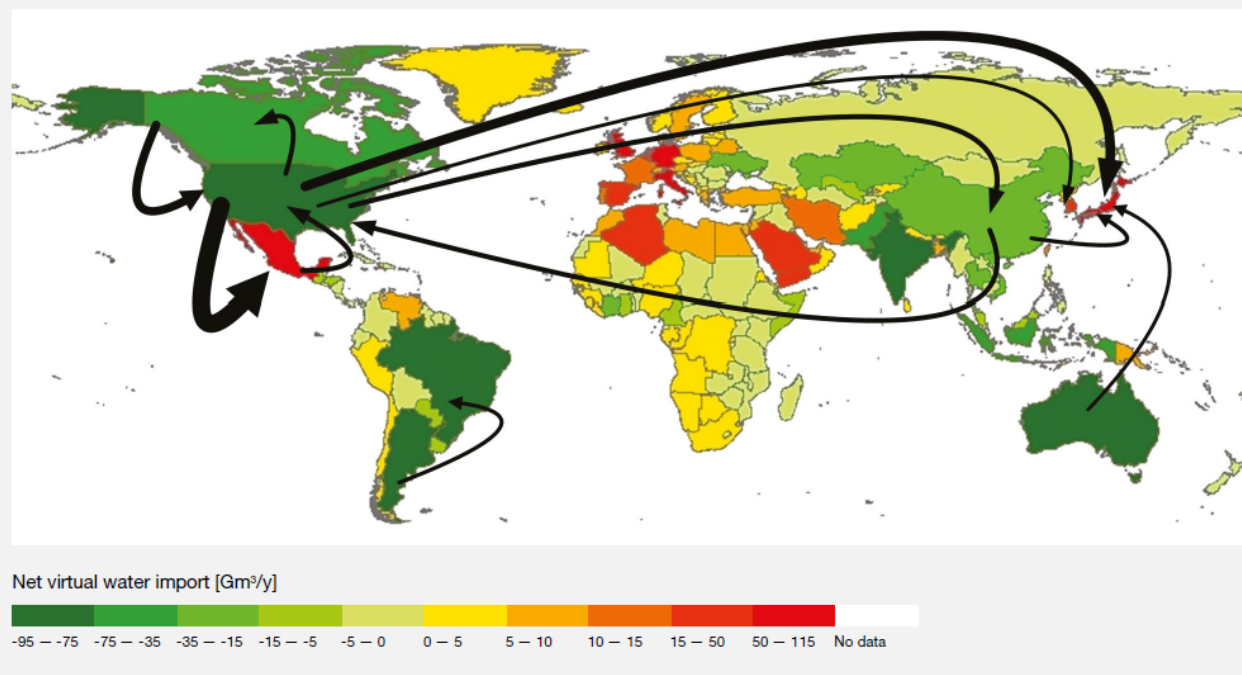 Net virtual water import [Gm³/y]
-95 — -75 -75 — -35 -35 — -15 -15 — -5 -5 — 0 0 — 5 5 — 10 10 — 15 15 — 50 50 — 115 No data